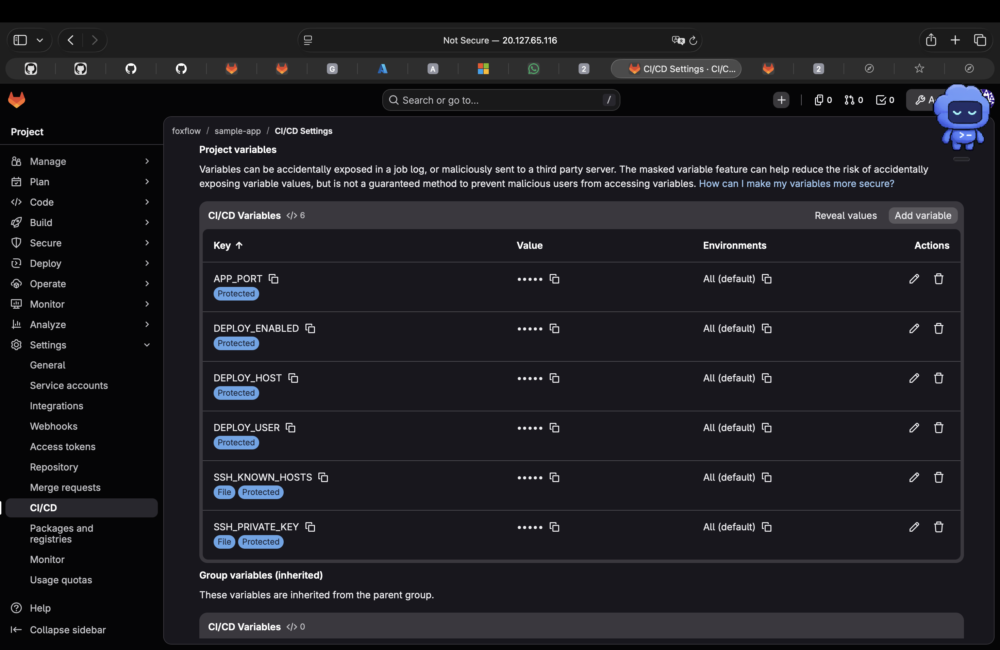 Not Secure — 20.127.65.116
G
A
2
CI/CD Settings · CI/C...
2
Search or go to...
/
0
0
0
A
Project
Manage
Plan
Code
Build
Secure
Deploy
Operate
Monitor
Analyze
Settings
General
Service accounts
Integrations
Webhooks
Access tokens
Repository
Merge requests
CI/CD
Packages and
registries
Monitor
Usage quotas
Help
Collapse sidebar
foxflow / sample-app / CI/CD Settings
Project variables
Variables can be accidentally exposed in a job log, or maliciously sent to a third party server. The masked variable feature can help reduce the risk of accidentally
exposing variable values, but is not a guaranteed method to prevent malicious users from accessing variables. How can I make my variables more secure?
CI/CD Variables </> 6
Reveal values
Add variable
Key ↑
Value
Environments
Actions
APP_PORT
•••••
All (default)
Protected
DEPLOY_ENABLED
•••••
All (default)
Protected
DEPLOY_HOST
•••••
All (default)
Protected
DEPLOY_USER
•••••
All (default)
Protected
SSH_KNOWN_HOSTS
•••••
All (default)
File Protected
SSH_PRIVATE_KEY
•••••
All (default)
File Protected
Group variables (inherited)
These variables are inherited from the parent group.
CI/CD Variables </> 0